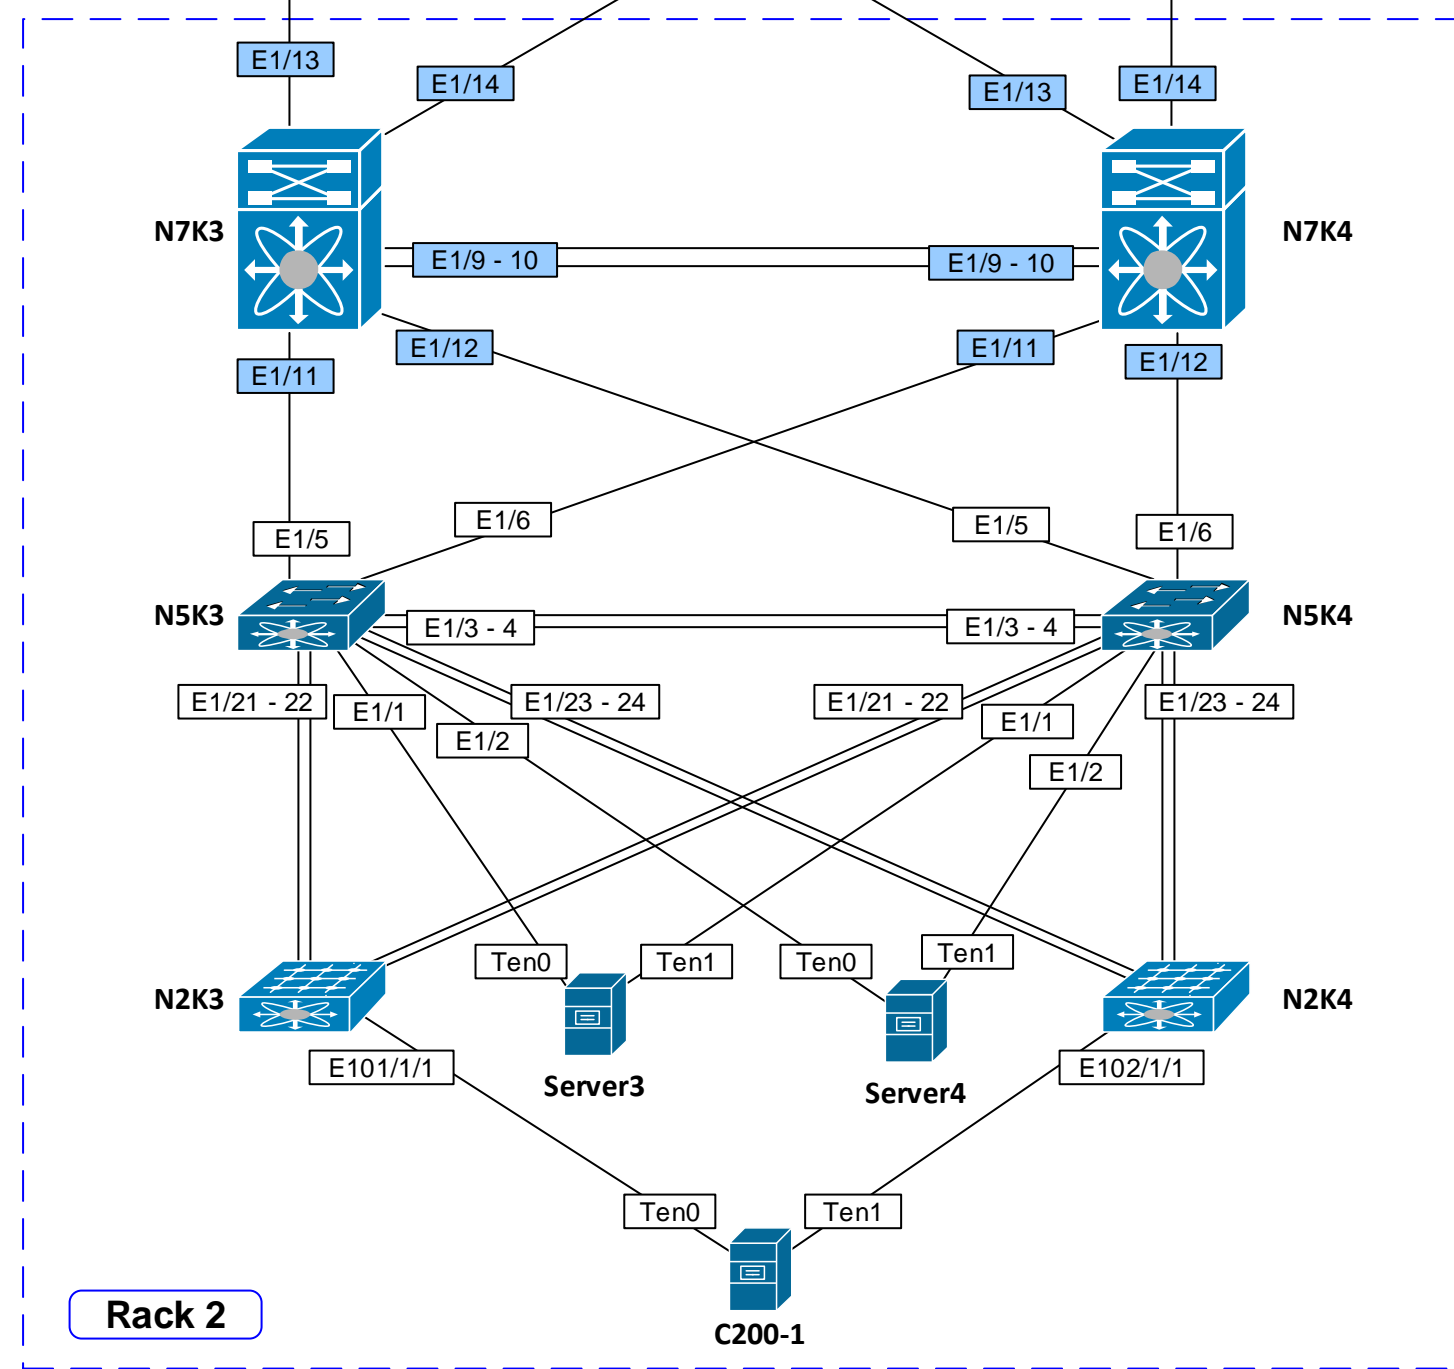 E1/13
E1/14
E1/13
E1/14
N7K3
E1/9 - 10
E1/9 - 10
N7K4
E1/11
E1/12
E1/11
E1/12
E1/5
E1/6
E1/5
E1/6
N5K3
E1/3 - 4
E1/3 - 4
N5K4
E1/21 - 22
E1/1
E1/2
E1/23 - 24
E1/21 - 22
E1/1
E1/2
E1/23 - 24
Ten0
Ten1
Ten0
Ten1
N2K3
N2K4
E101/1/1
Server3
Server4
E102/1/1
Ten0
Ten1
Rack 2
C200-1